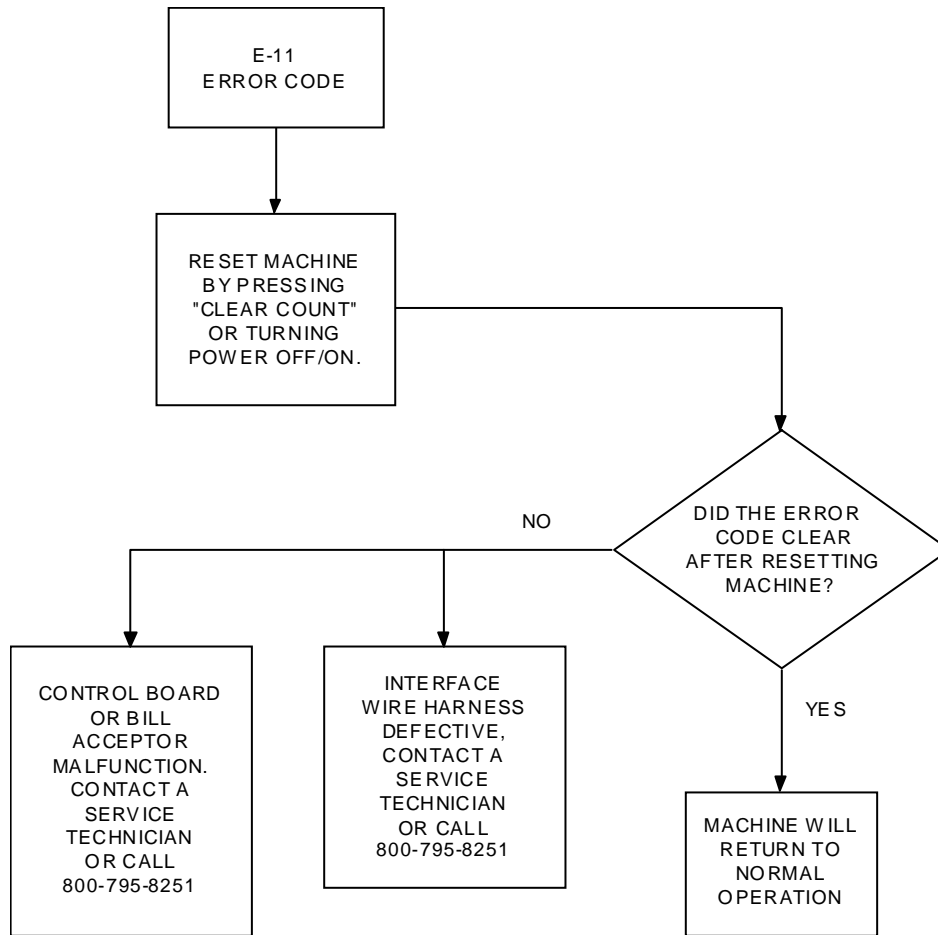 E-11
ERROR CODE
RESET MACHINE
BY PRESSING
"CLEAR COUNT"
OR TURNING
POWER OFF/ON.
DID THE ERROR
CODE CLEAR
AFTER RESETTING
MACHINE?
NO
YES
CONTROL BOARD
OR BILL
ACCEPTOR
MALFUNCTION.
CONTACT A
SERVICE
TECHNICIAN
OR CALL
800-795-8251
INTERFACE
WIRE HARNESS
DEFECTIVE,
CONTACT A
SERVICE
TECHNICIAN
OR CALL
800-795-8251
MACHINE WILL
RETURN TO
NORMAL
OPERATION